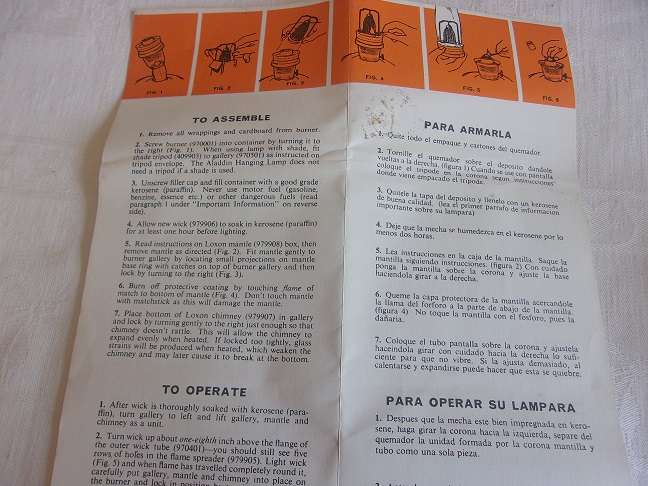 FIG. 1
FIG. 2
FIG. 3
FIG. 4
FIG. 5
FIG. 6
TO ASSEMBLE
1. Remove all wrappings and cardboard from burner.
2. Screw burner (970001) into container by turning it to
the right (Fig. 1). When using lamp with shade, fit
shade tripod (409903) to gallery (970501) as instructed on
tripod envelope. The Aladdin Hanging Lamp does not
need a tripod if a shade is used.
3. Unscrew filler cap and fill container with a good grade
kerosene (paraffin). Never use motor fuel (gasoline,
benzine, essence etc.) or other dangerous fuels (read
paragraph 1 under "Important Information" on reverse
side).
4. Allow new wick (979906) to soak in kerosene (paraffin)
for at least one hour before lighting.
5. Read instructions on Loxon mantle (979908) box, then
remove mantle as directed (Fig. 2). Fit mantle gently to
burner gallery by locating small projections on mantle
base ring with catches on top of burner gallery and then
lock by turning to the right (Fig. 3).
6. Burn off protective coating by touching flame of
match to bottom of mantle (Fig. 4). Don't touch mantle
with matchstick as this will damage the mantle.
7. Place bottom of Loxon chimney (979907) in gallery
and lock by turning gently to the right just enough so that
chimney doesn't rattle. This will allow the chimney to
expand evenly when heated. If locked too tightly, glass
strains will be produced when heated, which weaken the
chimney and may later cause it to break at the bottom.
TO OPERATE
1. After wick is thoroughly soaked with kerosene (para-
ffin), turn gallery to left and lift gallery, mantle and
chimney as a unit.
2. Turn wick up about one-eighth inch above the flange of
the outer wick tube (970401)—you should still see five
rows of holes in the flame spreader (979905). Light wick
(Fig. 5) and when flame has travelled completely round it,
carefully put gallery, mantle and chimney into place on
the burner and lock in position
PARA ARMARLA
1. Quite todo el empaque y cartones del quemador.
2. Tornille el quemador sobre el deposito dandole
vueltas a la derecha, (figura 1) Cuando se use con pantalla
coloque el tripode en la corona segun instrucciones
donde viene empacado el tripode.
3. Quitele la tapa del deposito y llenelo con un kerosene
de buena calidad. (lea el primer parrafo de informacion
importante sobre su lampara)
4. Deje que la mecha se humedezca en el kerosene por lo
menos dos horas.
5. Lea instrucciones en la caja de la mantilla. Saque la
mantilla siguiendo instrucciones. (figura 2) Con cuidado
ponga la mantilla sobre la corona y ajuste la base
haciendola girar a la derecha.
6. Queme la capa protectora de la mantilla acercandole
la llama del forforo a la parte de abajo de la mantilla.
(figura 4) No toque la mantilla con el fosforo, pues la
dañaria.
7. Coloque el tubo pantalla sobre la corona y ajustela
haceindola girar con cuidado hacia la derecha lo sufi-
ciente para que no vibre. Si la ajusta demastado, al
calentarse y expandirse puede hacer que esta se quiebre.
PARA OPERAR SU LAMPARA
1. Despues que la mecha este bien impregnada en kero-
sene, haga girar la corona hacia la izquierda, separe del
quemador la unidad formada por la corona mantilla y
tubo como una sola pieza.